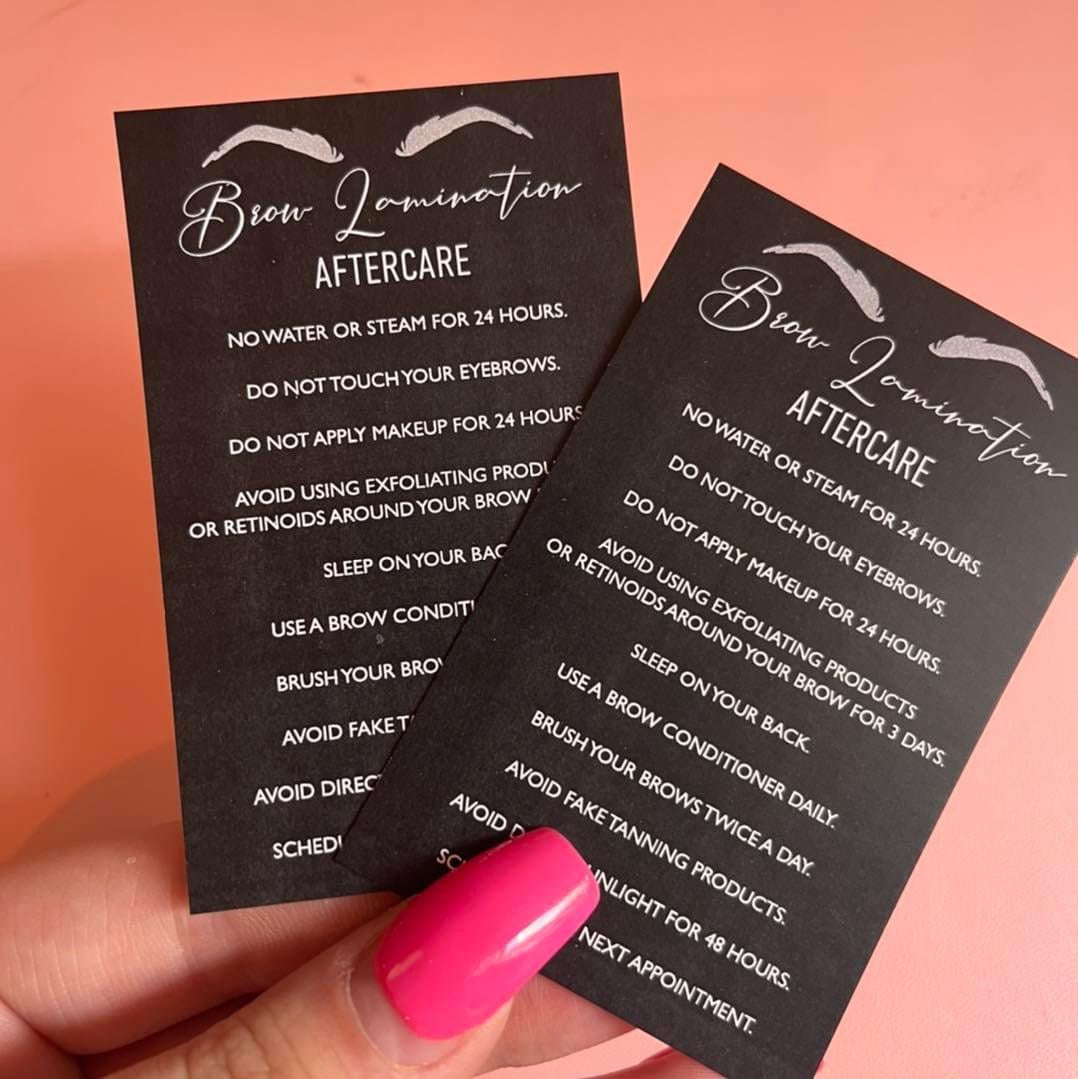 Brow Lamination
AFTERCARE
NO WATER OR STEAM FOR 24 HOURS.
DO NOT TOUCH YOUR EYEBROWS.
DO NOT APPLY MAKEUP FOR 24 HOURS
AVOID USING EXFOLIATING
OR RETINOIDS AROUND YOUR BROW
SLEEP ON YOUR
USE A BROW
BRUSH YOUR
AVOID FAKE
AVOID
Brow Lamination
AFTERCARE
NO WATER OR STEAM FOR 24 HOURS.
DO NOT TOUCH YOUR EYEBROWS.
DO NOT APPLY MAKEUP FOR 24 HOURS.
AVOID USING EXFOLIATING PRODUCTS
OR RETINOIDS AROUND YOUR BROW FOR 3 DAYS.
SLEEP ON YOUR BACK.
USE A BROW CONDITIONER DAILY.
BRUSH YOUR BROWS TWICE A DAY.
AVOID FAKE TANNING PRODUCTS.
AVOID UNLIGHT FOR 48 HOURS.
NEXT APPOINTMENT.